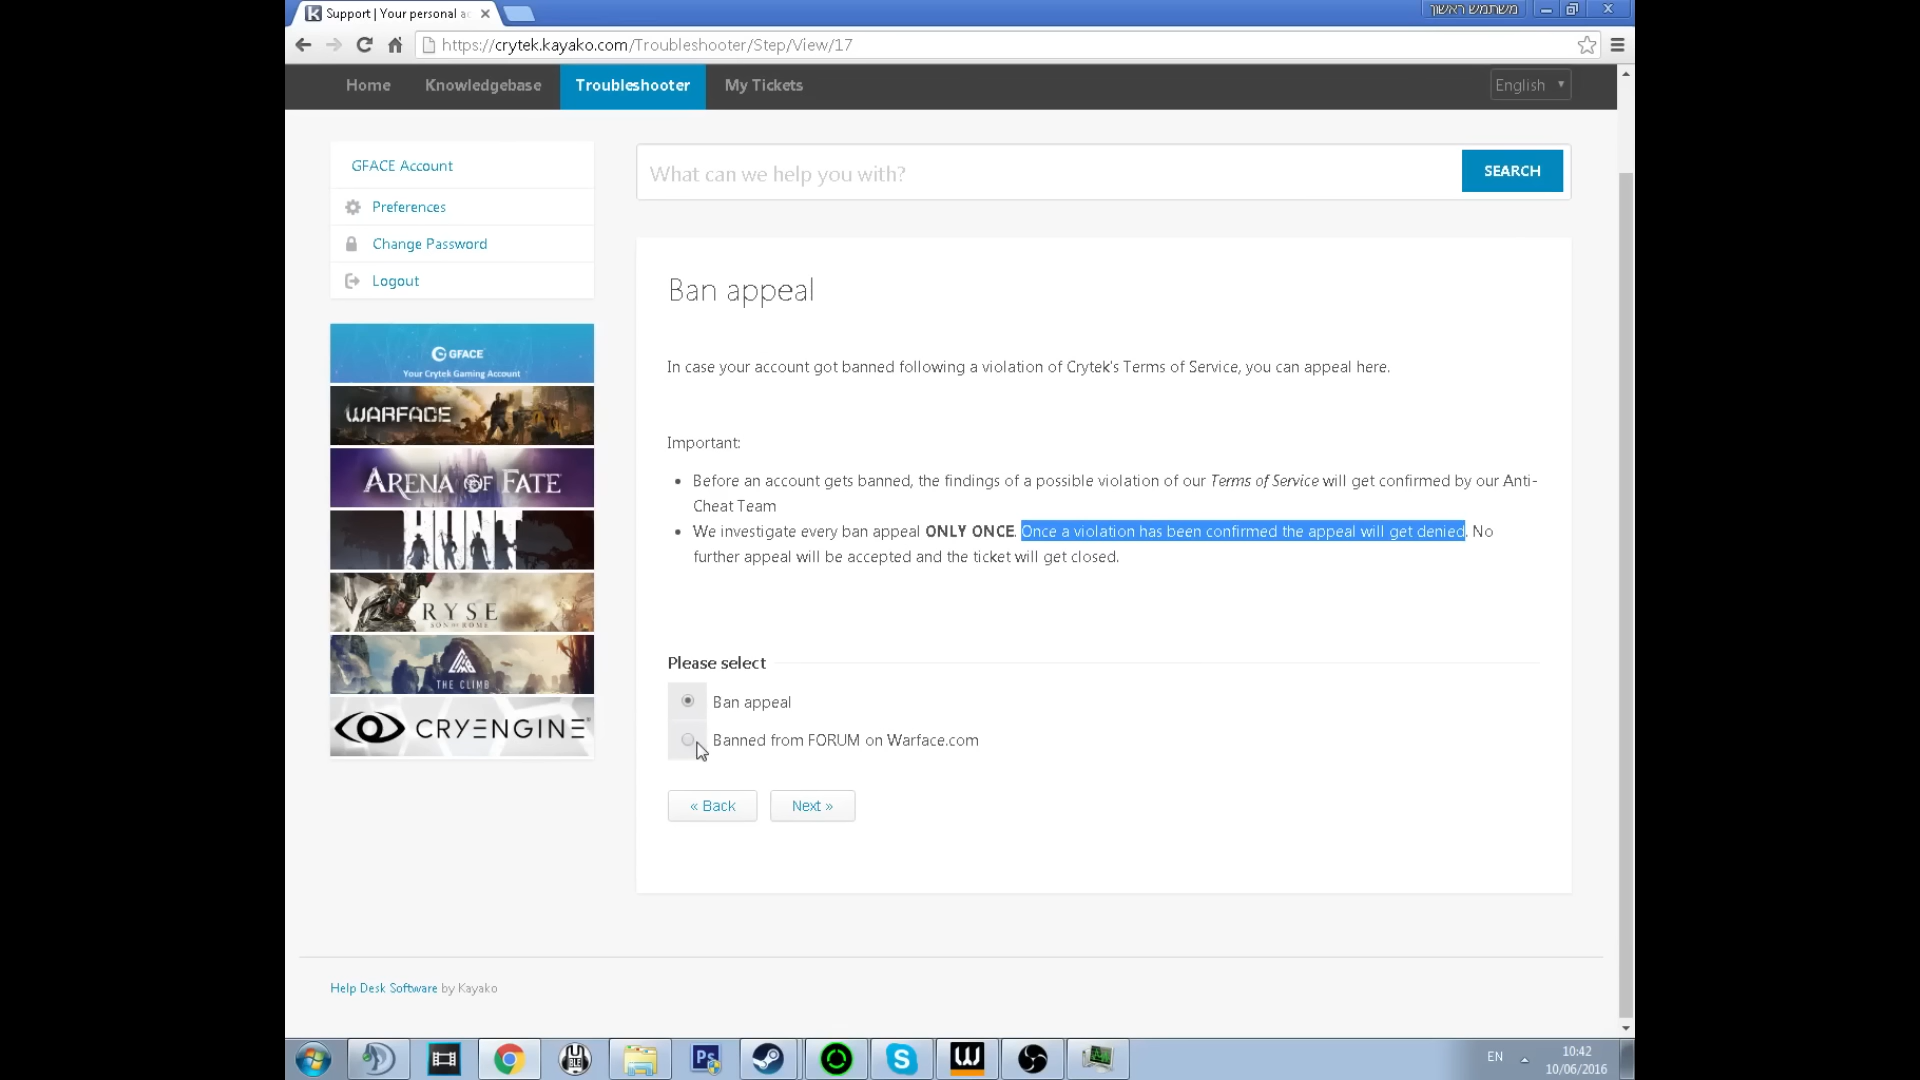 Support | Your personal a
משתמש ראשון
https://crytek.kayako.com/Troubleshooter/Step/View/17
Home
Knowledgebase
Troubleshooter
My Tickets
English
GFACE Account
Preferences
Change Password
Logout
What can we help you with?
SEARCH
GFACE
Your Crytek Gaming Account
WARFACE
ARENA OF FATE
HUNT
RYSE
SON OF ROME
THE CLIMB
CRYENGINE®
Ban appeal
In case your account got banned following a violation of Crytek's Terms of Service, you can appeal here.
Important:
• Before an account gets banned, the findings of a possible violation of our Terms of Service will get confirmed by our Anti-
Cheat Team
• We investigate every ban appeal ONLY ONCE. Once a violation has been confirmed the appeal will get denied. No
further appeal will be accepted and the ticket will get closed.
Please select
Ban appeal
Banned from FORUM on Warface.com
« Back
Next »
Help Desk Software by Kayako
Ps
EN
10:42
10/06/2016